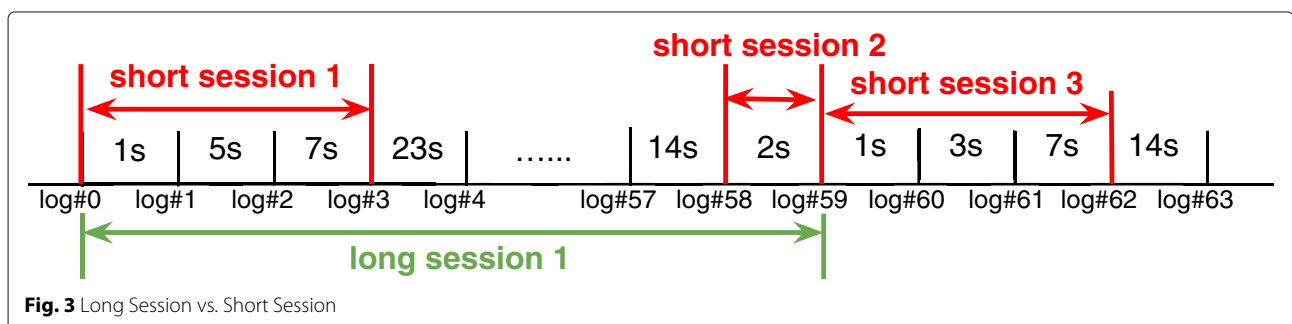 short session 2
short session 1
short session 3
1s 5s 7s 23s ...... 14s 2s 1s 3s 7s 14s
log#0 log#1 log#2 log#3 log#4 log#57 log#58 log#59 log#60 log#61 log#62 log#63
long session 1
Fig. 3 Long Session vs. Short Session